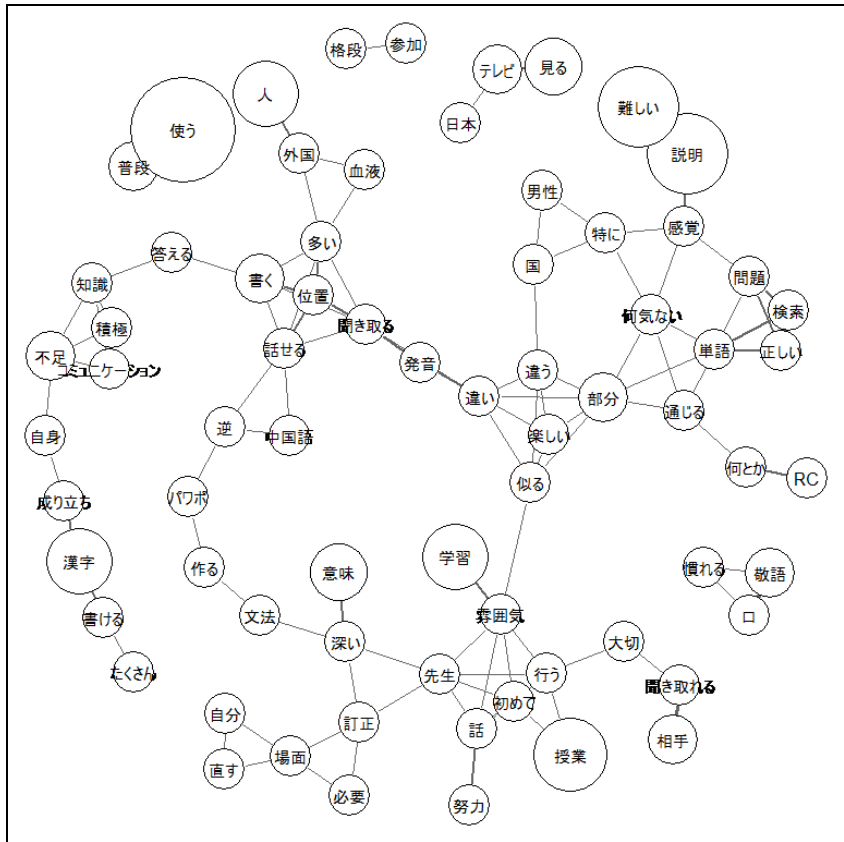 格段
参加
テレビ
見る
日本
人
使う
普段
外国
血液
難しい
説明
男性
特に
感覚
国
多い
答える
書く
位置
知識
積極
不足
コミュニケーション
聞き取る
話せる
発音
問題
検索
何気ない
単語
正しい
違う
違い
部分
通じる
楽しい
似る
何とか
RC
逆
中国語
自身
成り立ち
パワポ
漢字
作る
書ける
たくさん
文法
意味
学習
雰囲気
深い
先生
行う
大切
初めて
聞き取れる
慣れる
敬語
口
自分
訂正
話
相手
直す
場面
授業
必要
努力